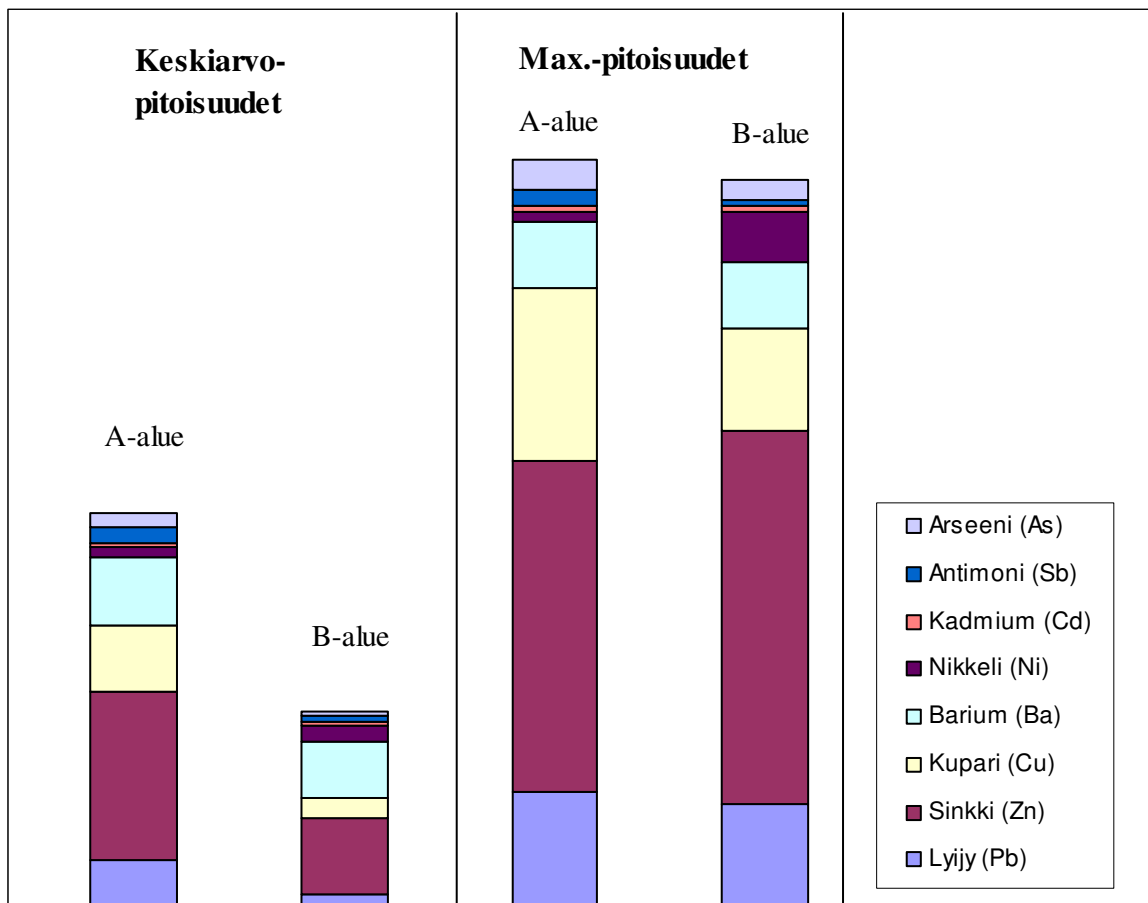 Keskiarvo-
pitoisuudet
Max.-pitoisuudet
A-alue
B-alue
A-alue
B-alue
Arseeni (As)
Antimoni (Sb)
Kadmium (Cd)
Nikkeli (Ni)
Barium (Ba)
Kupari (Cu)
Sinkki (Zn)
Lyijy (Pb)